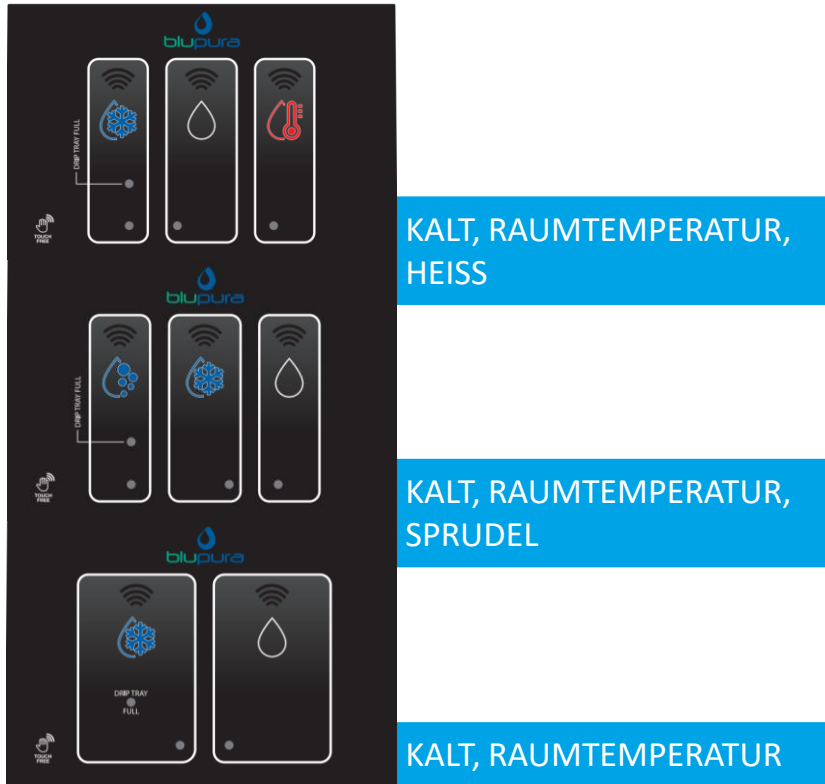 blupura
DRIP TRAY FULL
TOUCH
FREE
KALT, RAUMTEMPERATUR,
HEISS
blupura
DRIP TRAY FULL
TOUCH
FREE
KALT, RAUMTEMPERATUR,
SPRUDEL
blupura
DRIP TRAY
FULL
TOUCH
FREE
KALT, RAUMTEMPERATUR